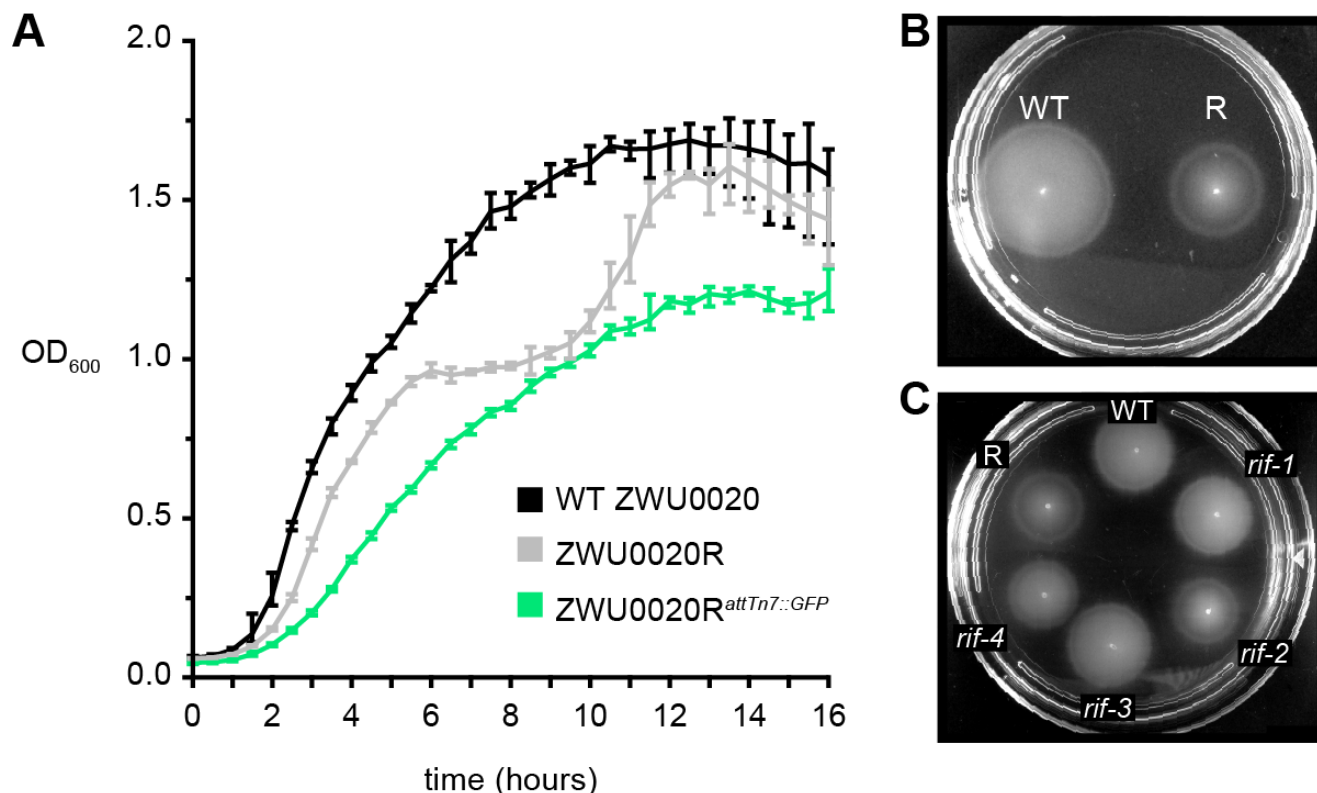 A
2.0
1.5
1.0
0.5
0.0
OD600
0 2 4 6 8 10 12 14 16
time (hours)
WT ZWU0020
ZWU0020R
ZWU0020RattTn7::GFP
B
WT R
C
WT
R
rif-1
rif-4
rif-2
rif-3